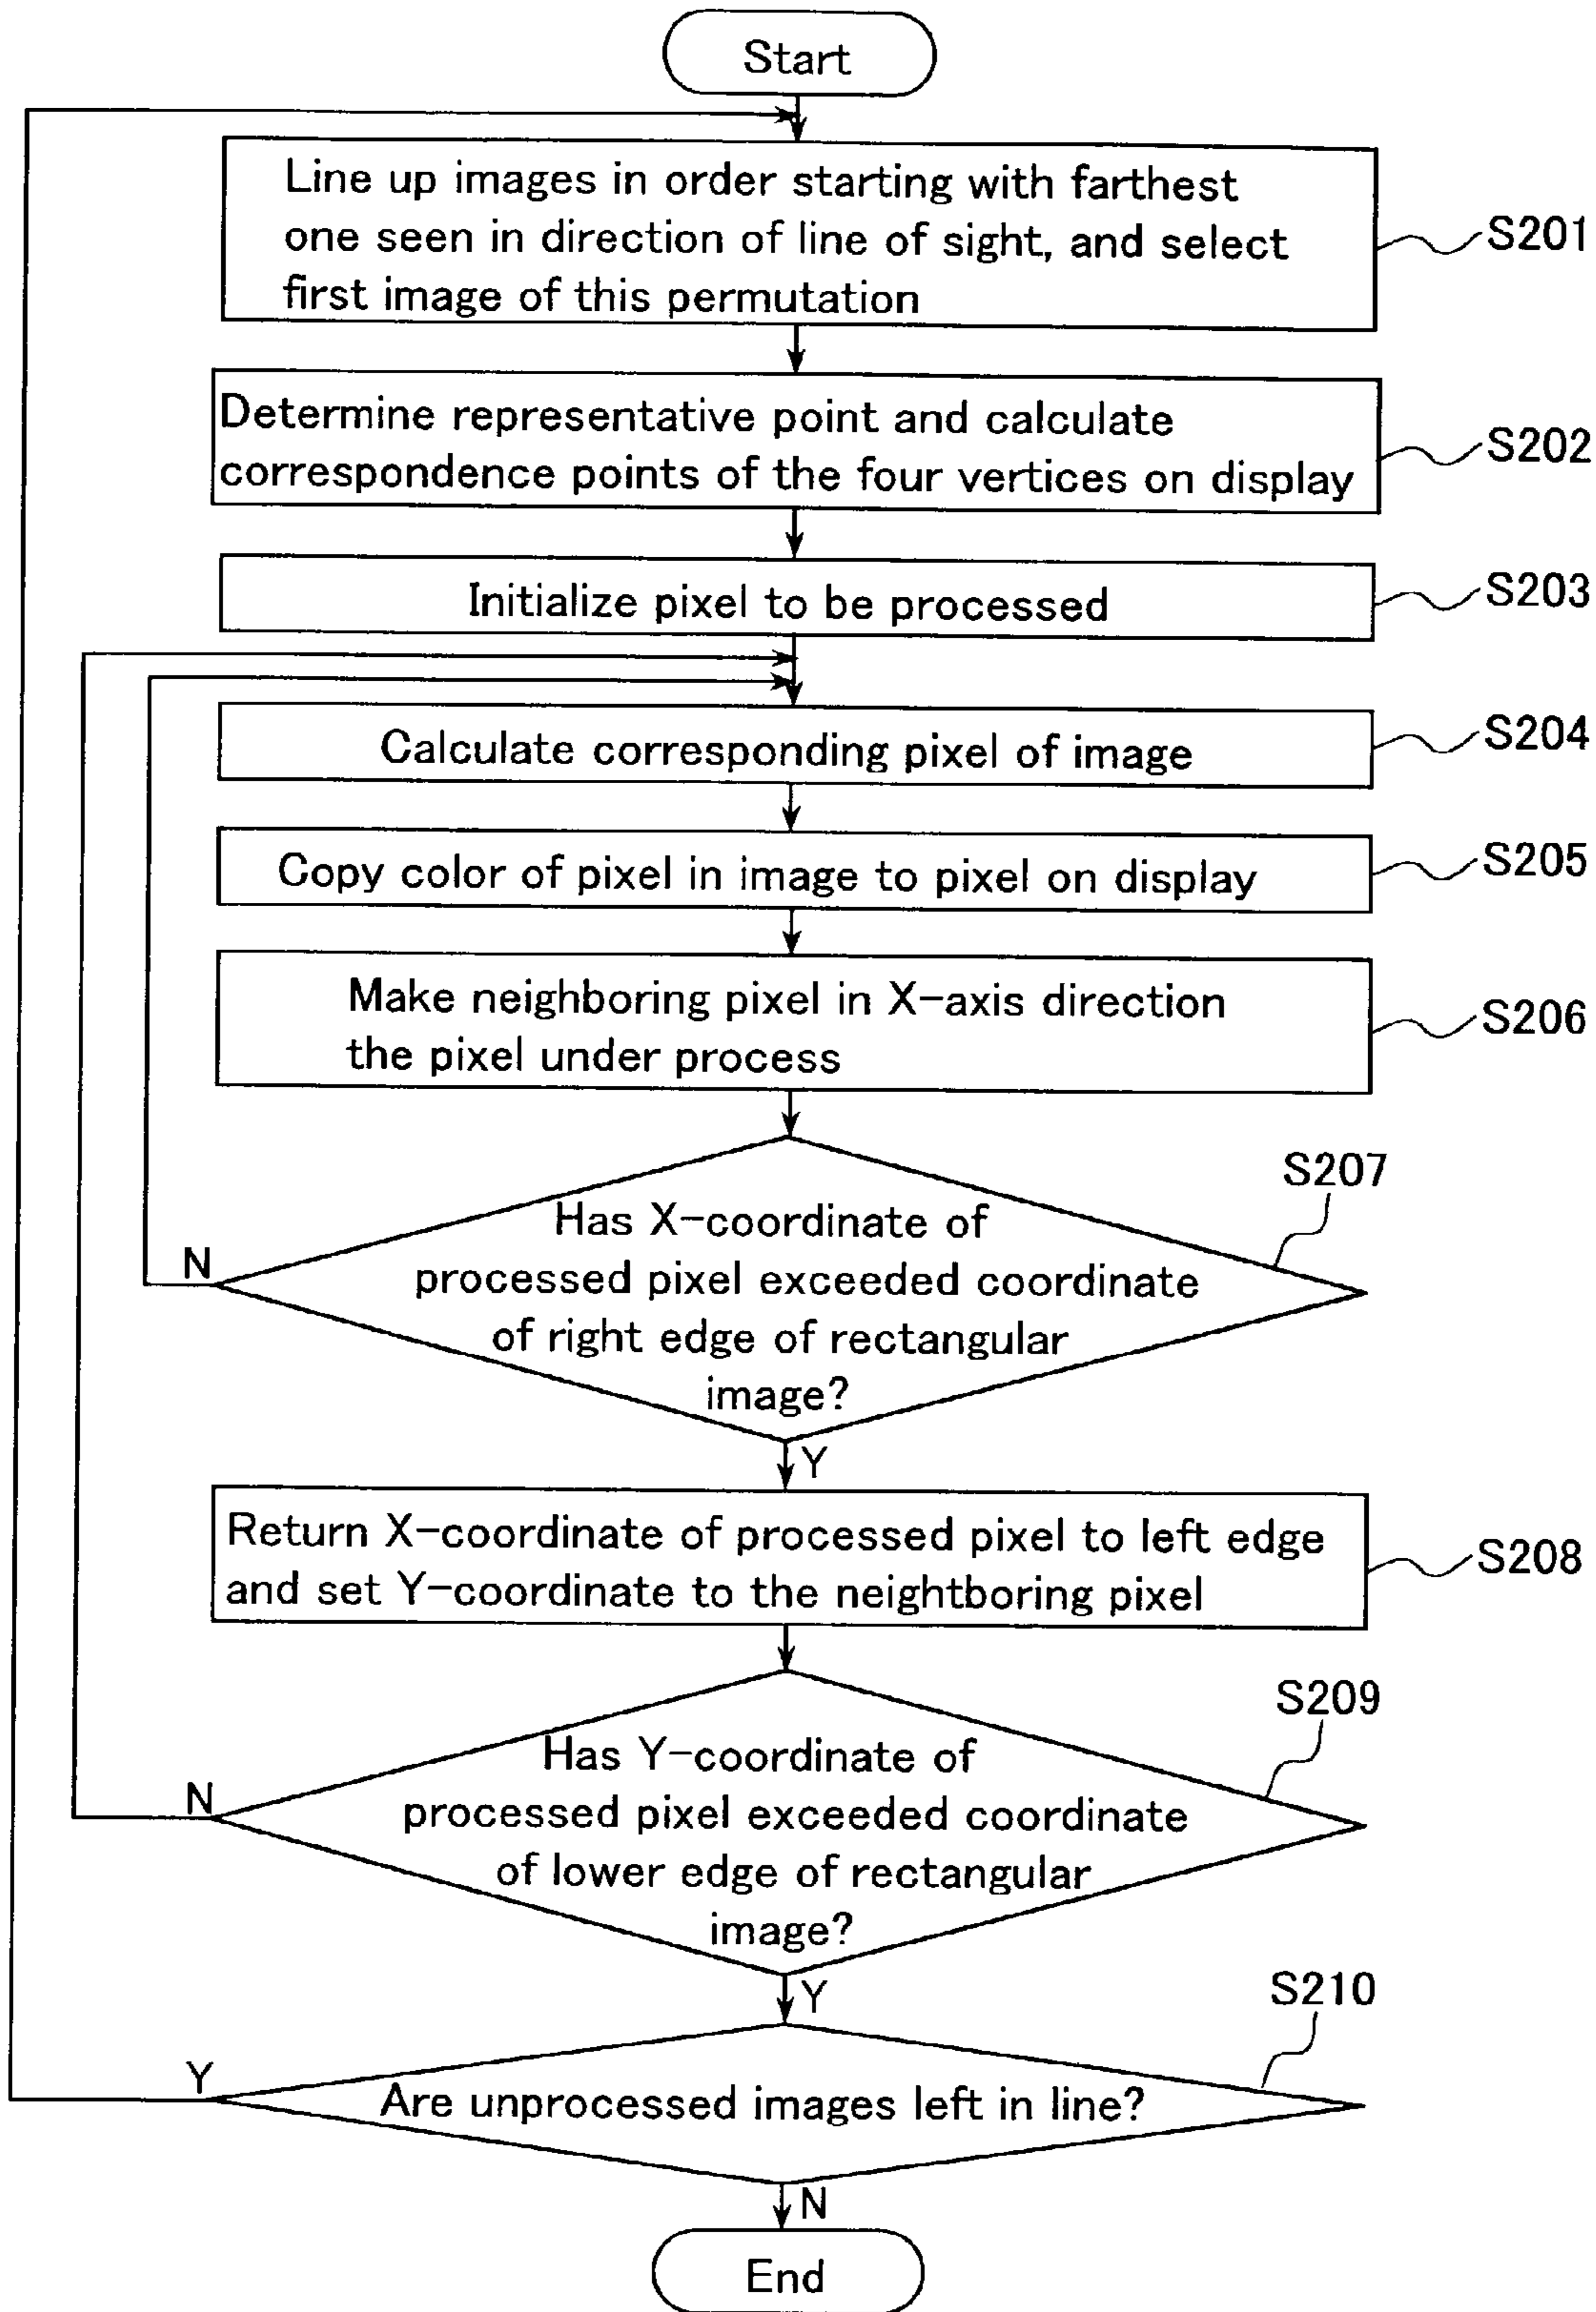 Start
Line up images in order starting with farthest
one seen in direction of line of sight, and select
first image of this permutation
S201
Determine representative point and calculate
correspondence points of the four vertices on display
S202
Initialize pixel to be processed
S203
Calculate corresponding pixel of image
S204
Copy color of pixel in image to pixel on display
S205
Make neighboring pixel in X-axis direction
the pixel under process
S206
S207
Has X-coordinate of
processed pixel exceeded coordinate
of right edge of rectangular
image?
N
Y
Return X-coordinate of processed pixel to left edge
and set Y-coordinate to the neightboring pixel
S208
S209
Has Y-coordinate of
processed pixel exceeded coordinate
of lower edge of rectangular
image?
N
Y
S210
Are unprocessed images left in line?
Y
N
End